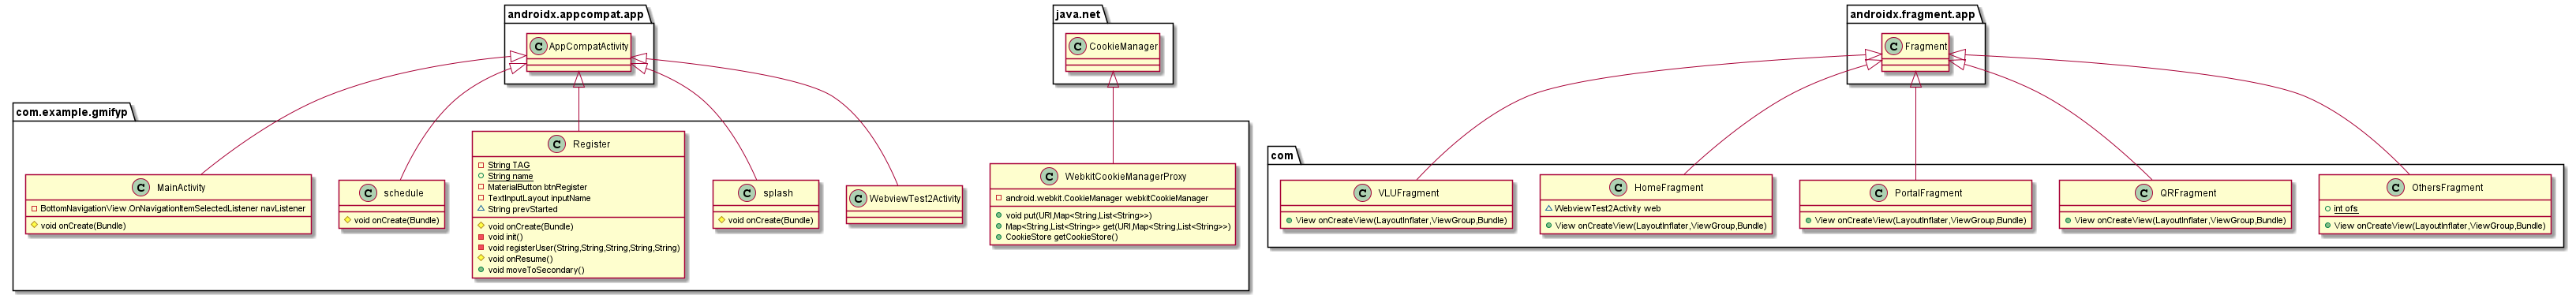 androidx.appcompat.app
C AppCompatActivity
java.net
C CookieManager
androidx.fragment.app
C Fragment
com.example.gmifyp
C MainActivity
BottomNavigationView.OnNavigationItemSelectedListener navListener
void onCreate(Bundle)
C schedule
void onCreate(Bundle)
C Register
String TAG
String name
MaterialButton btnRegister
TextInputLayout inputName
String prevStarted
void onCreate(Bundle)
void init()
void registerUser(String,String,String,String,String)
void onResume()
void moveToSecondary()
C splash
void onCreate(Bundle)
C WebviewTest2Activity
C WebkitCookieManagerProxy
android.webkit.CookieManager webkitCookieManager
void put(URI,Map<String,List<String>>)
Map<String,List<String>> get(URI,Map<String,List<String>>)
CookieStore getCookieStore()
com
C VLUFragment
View onCreateView(LayoutInflater,ViewGroup,Bundle)
C HomeFragment
WebviewTest2Activity web
View onCreateView(LayoutInflater,ViewGroup,Bundle)
C PortalFragment
View onCreateView(LayoutInflater,ViewGroup,Bundle)
C QRFragment
View onCreateView(LayoutInflater,ViewGroup,Bundle)
C OthersFragment
int ofs
View onCreateView(LayoutInflater,ViewGroup,Bundle)